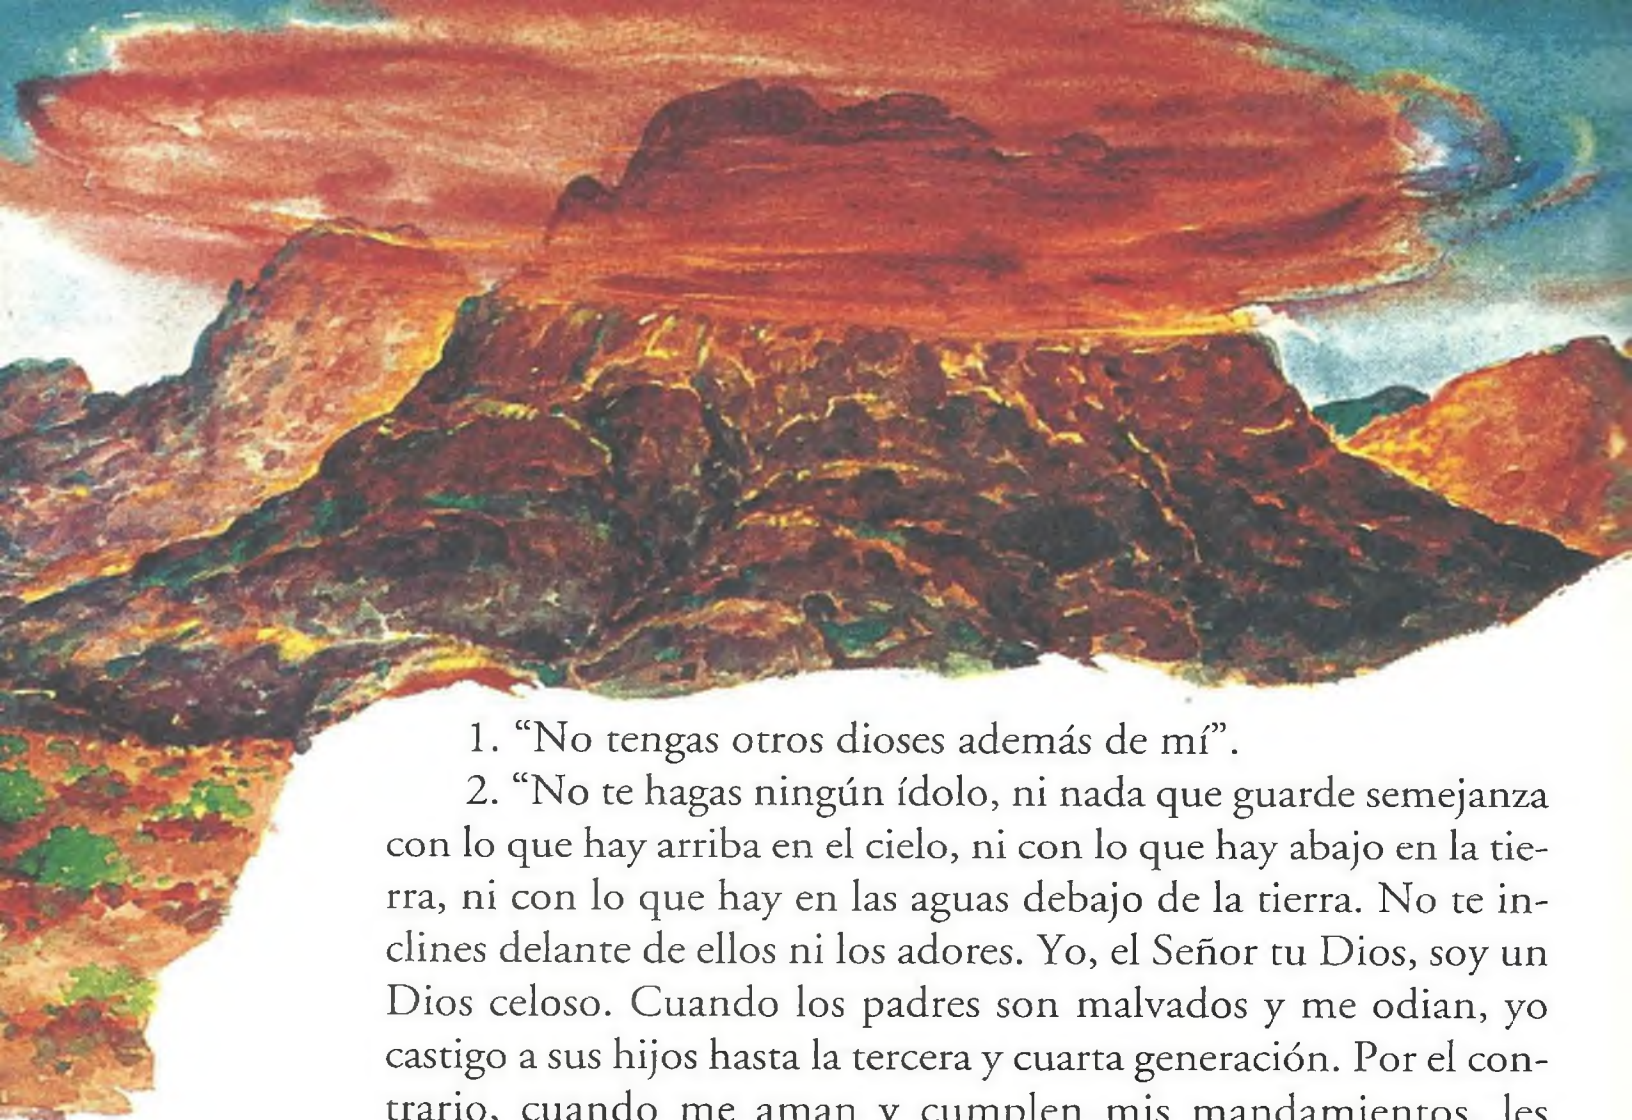 1. “No tengas otros dioses además de mí”.
2. “No te hagas ningún ídolo, ni nada que guarde semejanza
con lo que hay arriba en el cielo, ni con lo que hay abajo en la tie-
rra, ni con lo que hay en las aguas debajo de la tierra. No te in-
clines delante de ellos ni los adores. Yo, el Señor tu Dios, soy un
Dios celoso. Cuando los padres son malvados y me odian, yo
castigo a sus hijos hasta la tercera y cuarta generación. Por el con-
trario, cuando me aman y cumplen mis mandamientos, les